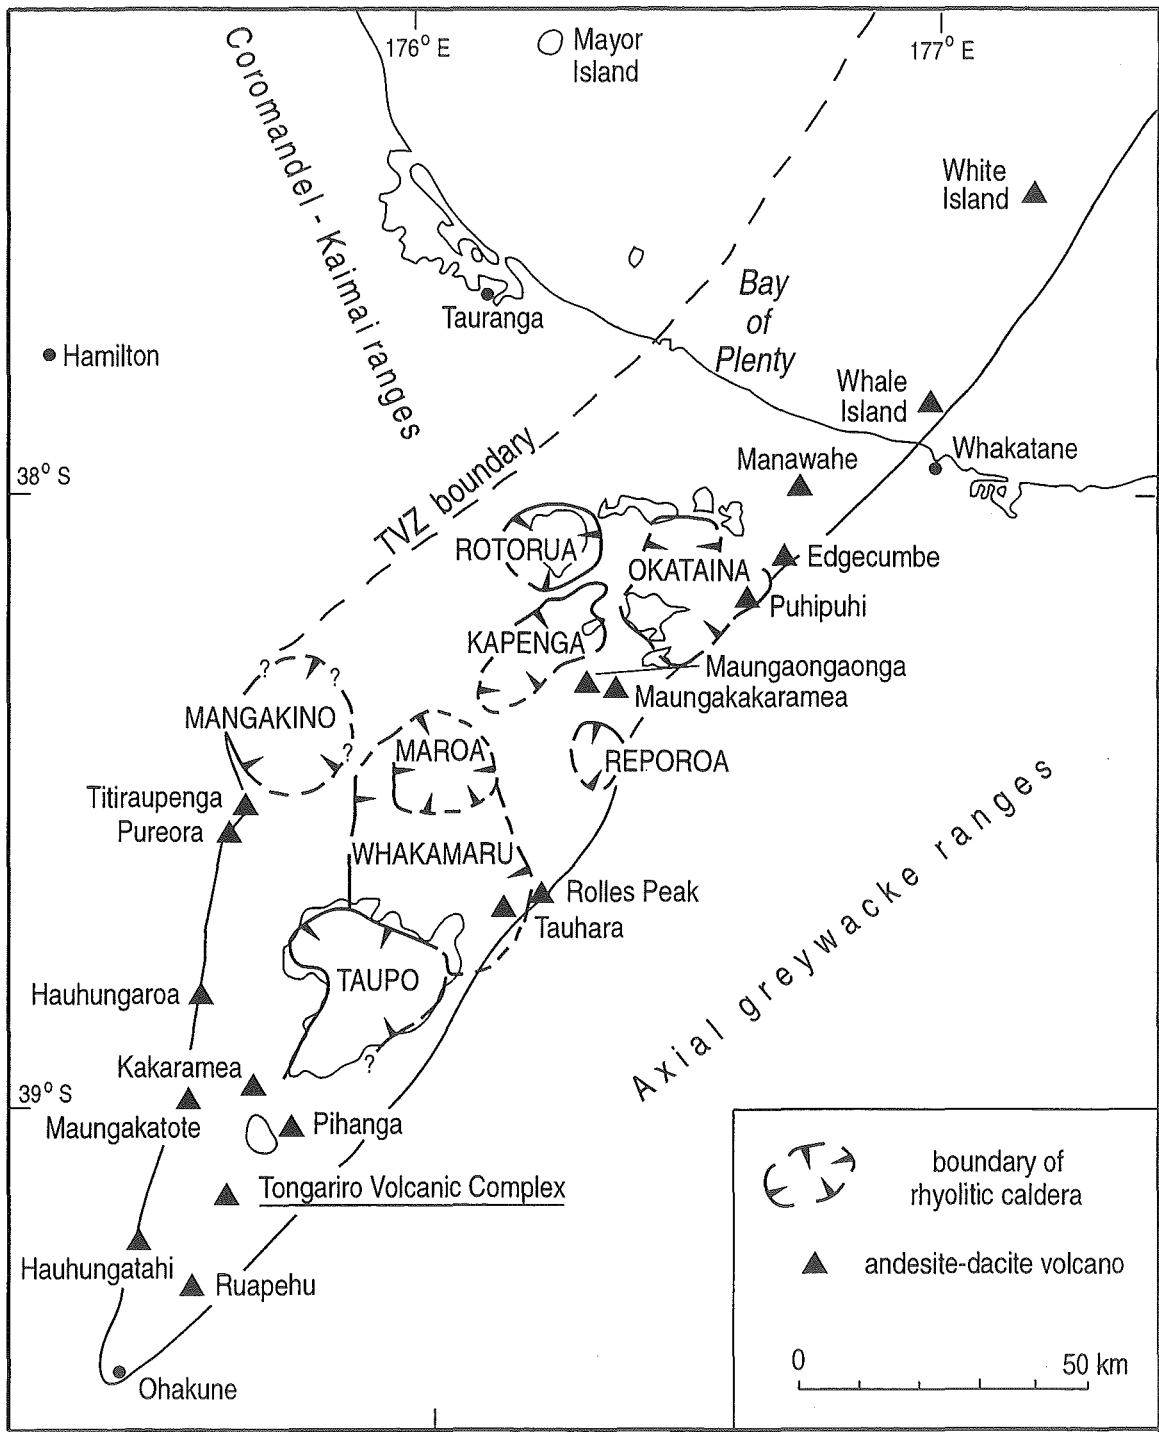 176° E
177° E
Mayor
Island
Coromandel - Kaimai ranges
White
Island
Bay
of
Plenty
Tauranga
Hamilton
Whale
Island
Whakatane
38° S
TVZ boundary
Manawahe
ROTORUA
OKATAINA
Edgecumbe
Puhipuhi
KAPENGA
Maungaongaonga
Maungakakaramea
?
?
MANGAKINO
?
MAROA
REPOROA
Titiraupenga
Pureora
WHAKAMARU
Rolles Peak
Tauhara
TAUPO
Hauhungaroa
Axial greywacke ranges
?
Kakaramea
39° S
Maungakatote
Pihanga
Tongariro Volcanic Complex
Hauhungatahi
Ruapehu
Ohakune
boundary of
rhyolitic caldera
andesite-dacite volcano
0
50 km